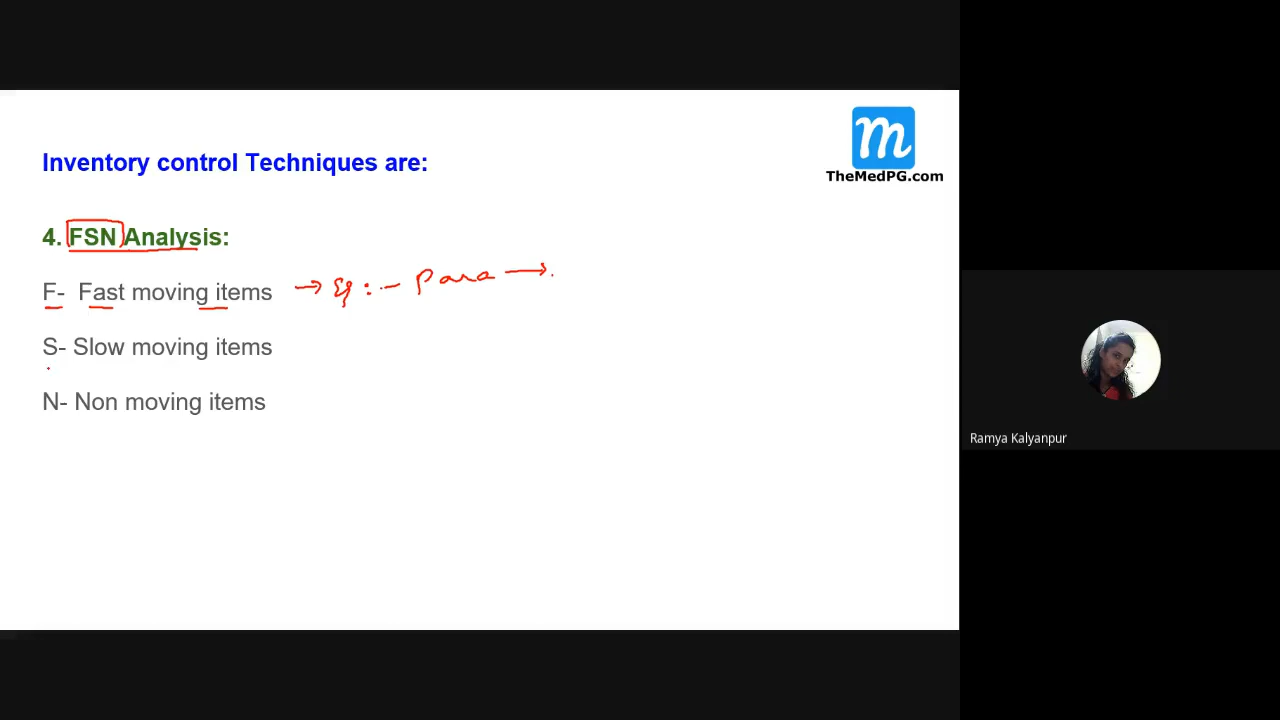 Inventory control Techniques are:
m
TheMedPG.com
4. FSN Analysis:
F- Fast moving items → Eg :- Para →
S- Slow moving items
N- Non moving items
Ramya Kalyanpur